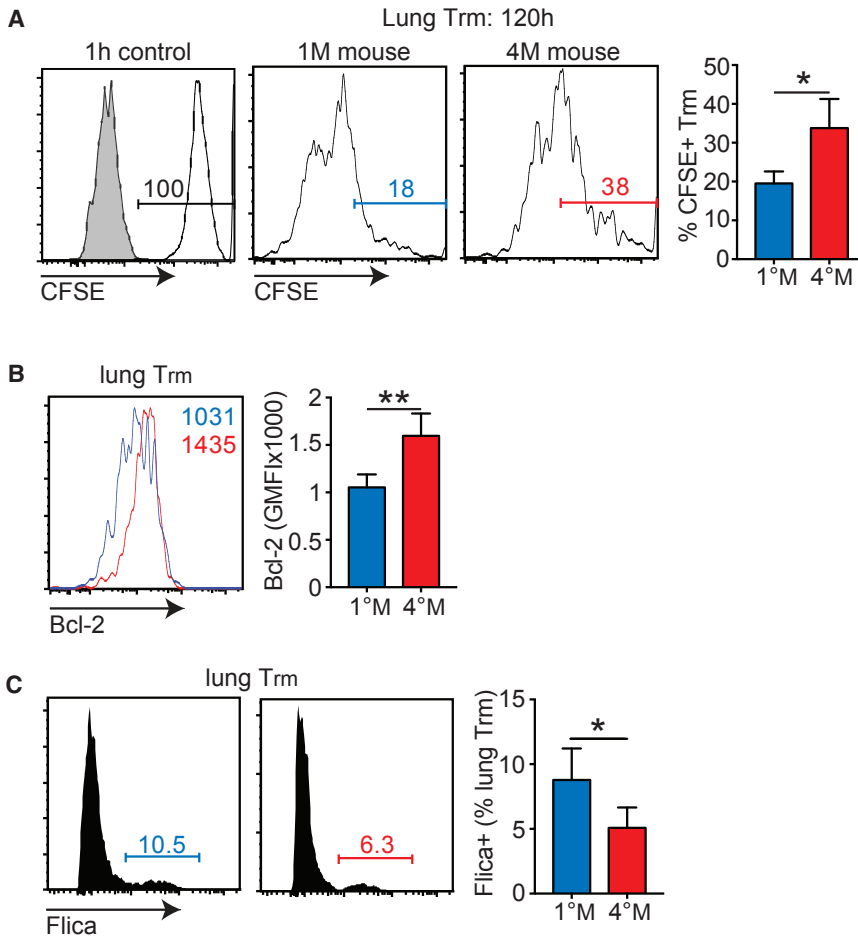 A
Lung Trm: 120h
1h control
1M mouse
4M mouse
100
18
38
CFSE
CFSE
% CFSE+ Trm
50
40
30
20
10
0
*
1°M
4°M
B
lung Trm
1031
1435
Bcl-2
Bcl-2 (GMFIx1000)
2
1.5
1
0.5
0
**
1°M
4°M
C
lung Trm
10.5
6.3
Flica
Flica+ (% lung Trm)
15
10
5
0
*
1°M
4°M